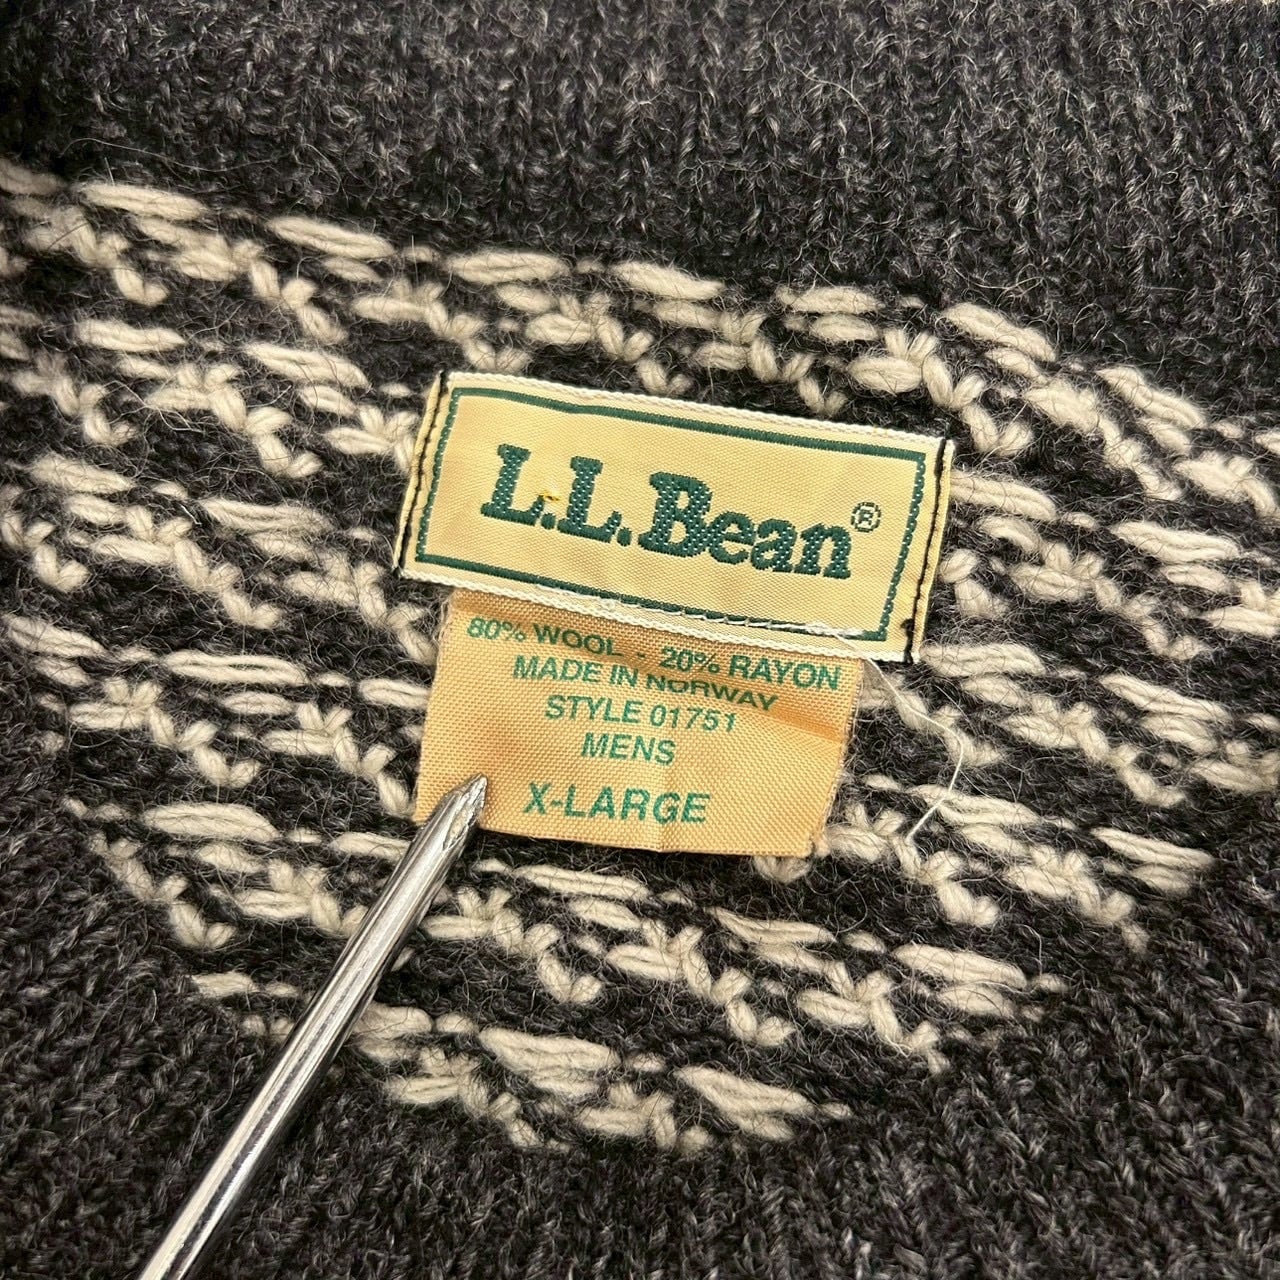 L.L.Bean®
80% WOOL - 20% RAYON
MADE IN NORWAY
STYLE 01751
MENS
X-LARGE